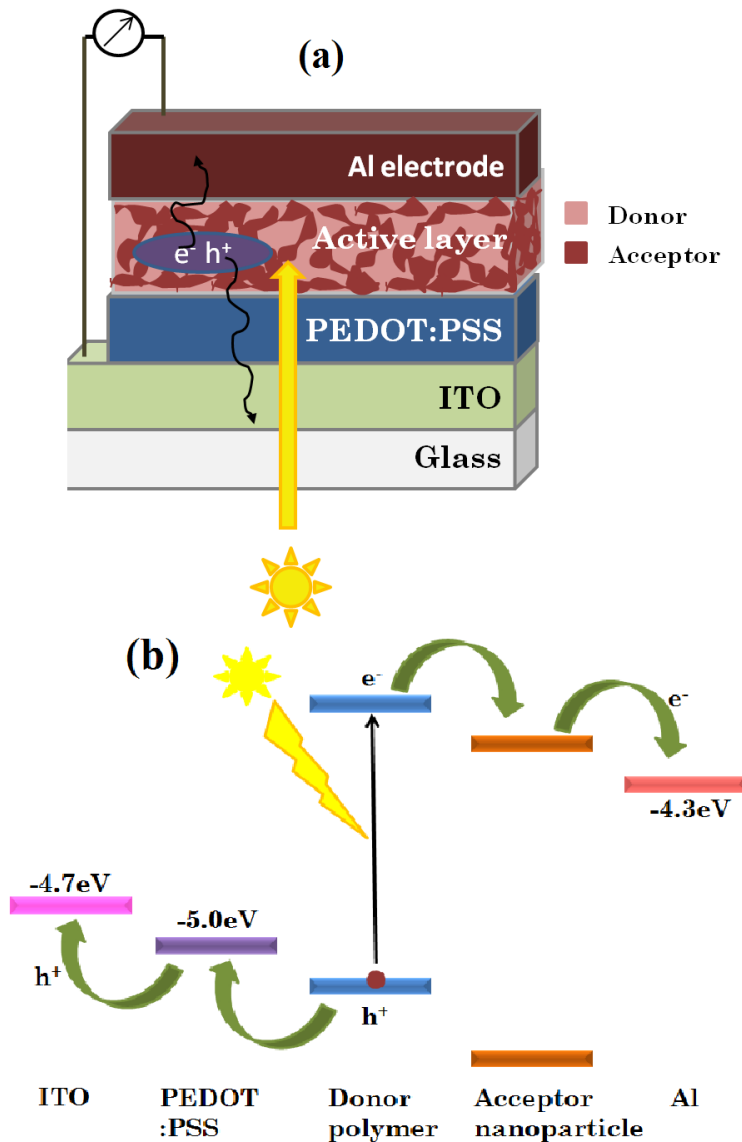 (a)
Al electrode
Active layer
e- h+
Donor
Acceptor
PEDOT:PSS
ITO
Glass
(b)
e-
e-
-4.3eV
-4.7eV
-5.0eV
h+
h+
ITO
PEDOT
:PSS
Donor
polymer
Acceptor
nanoparticle
Al